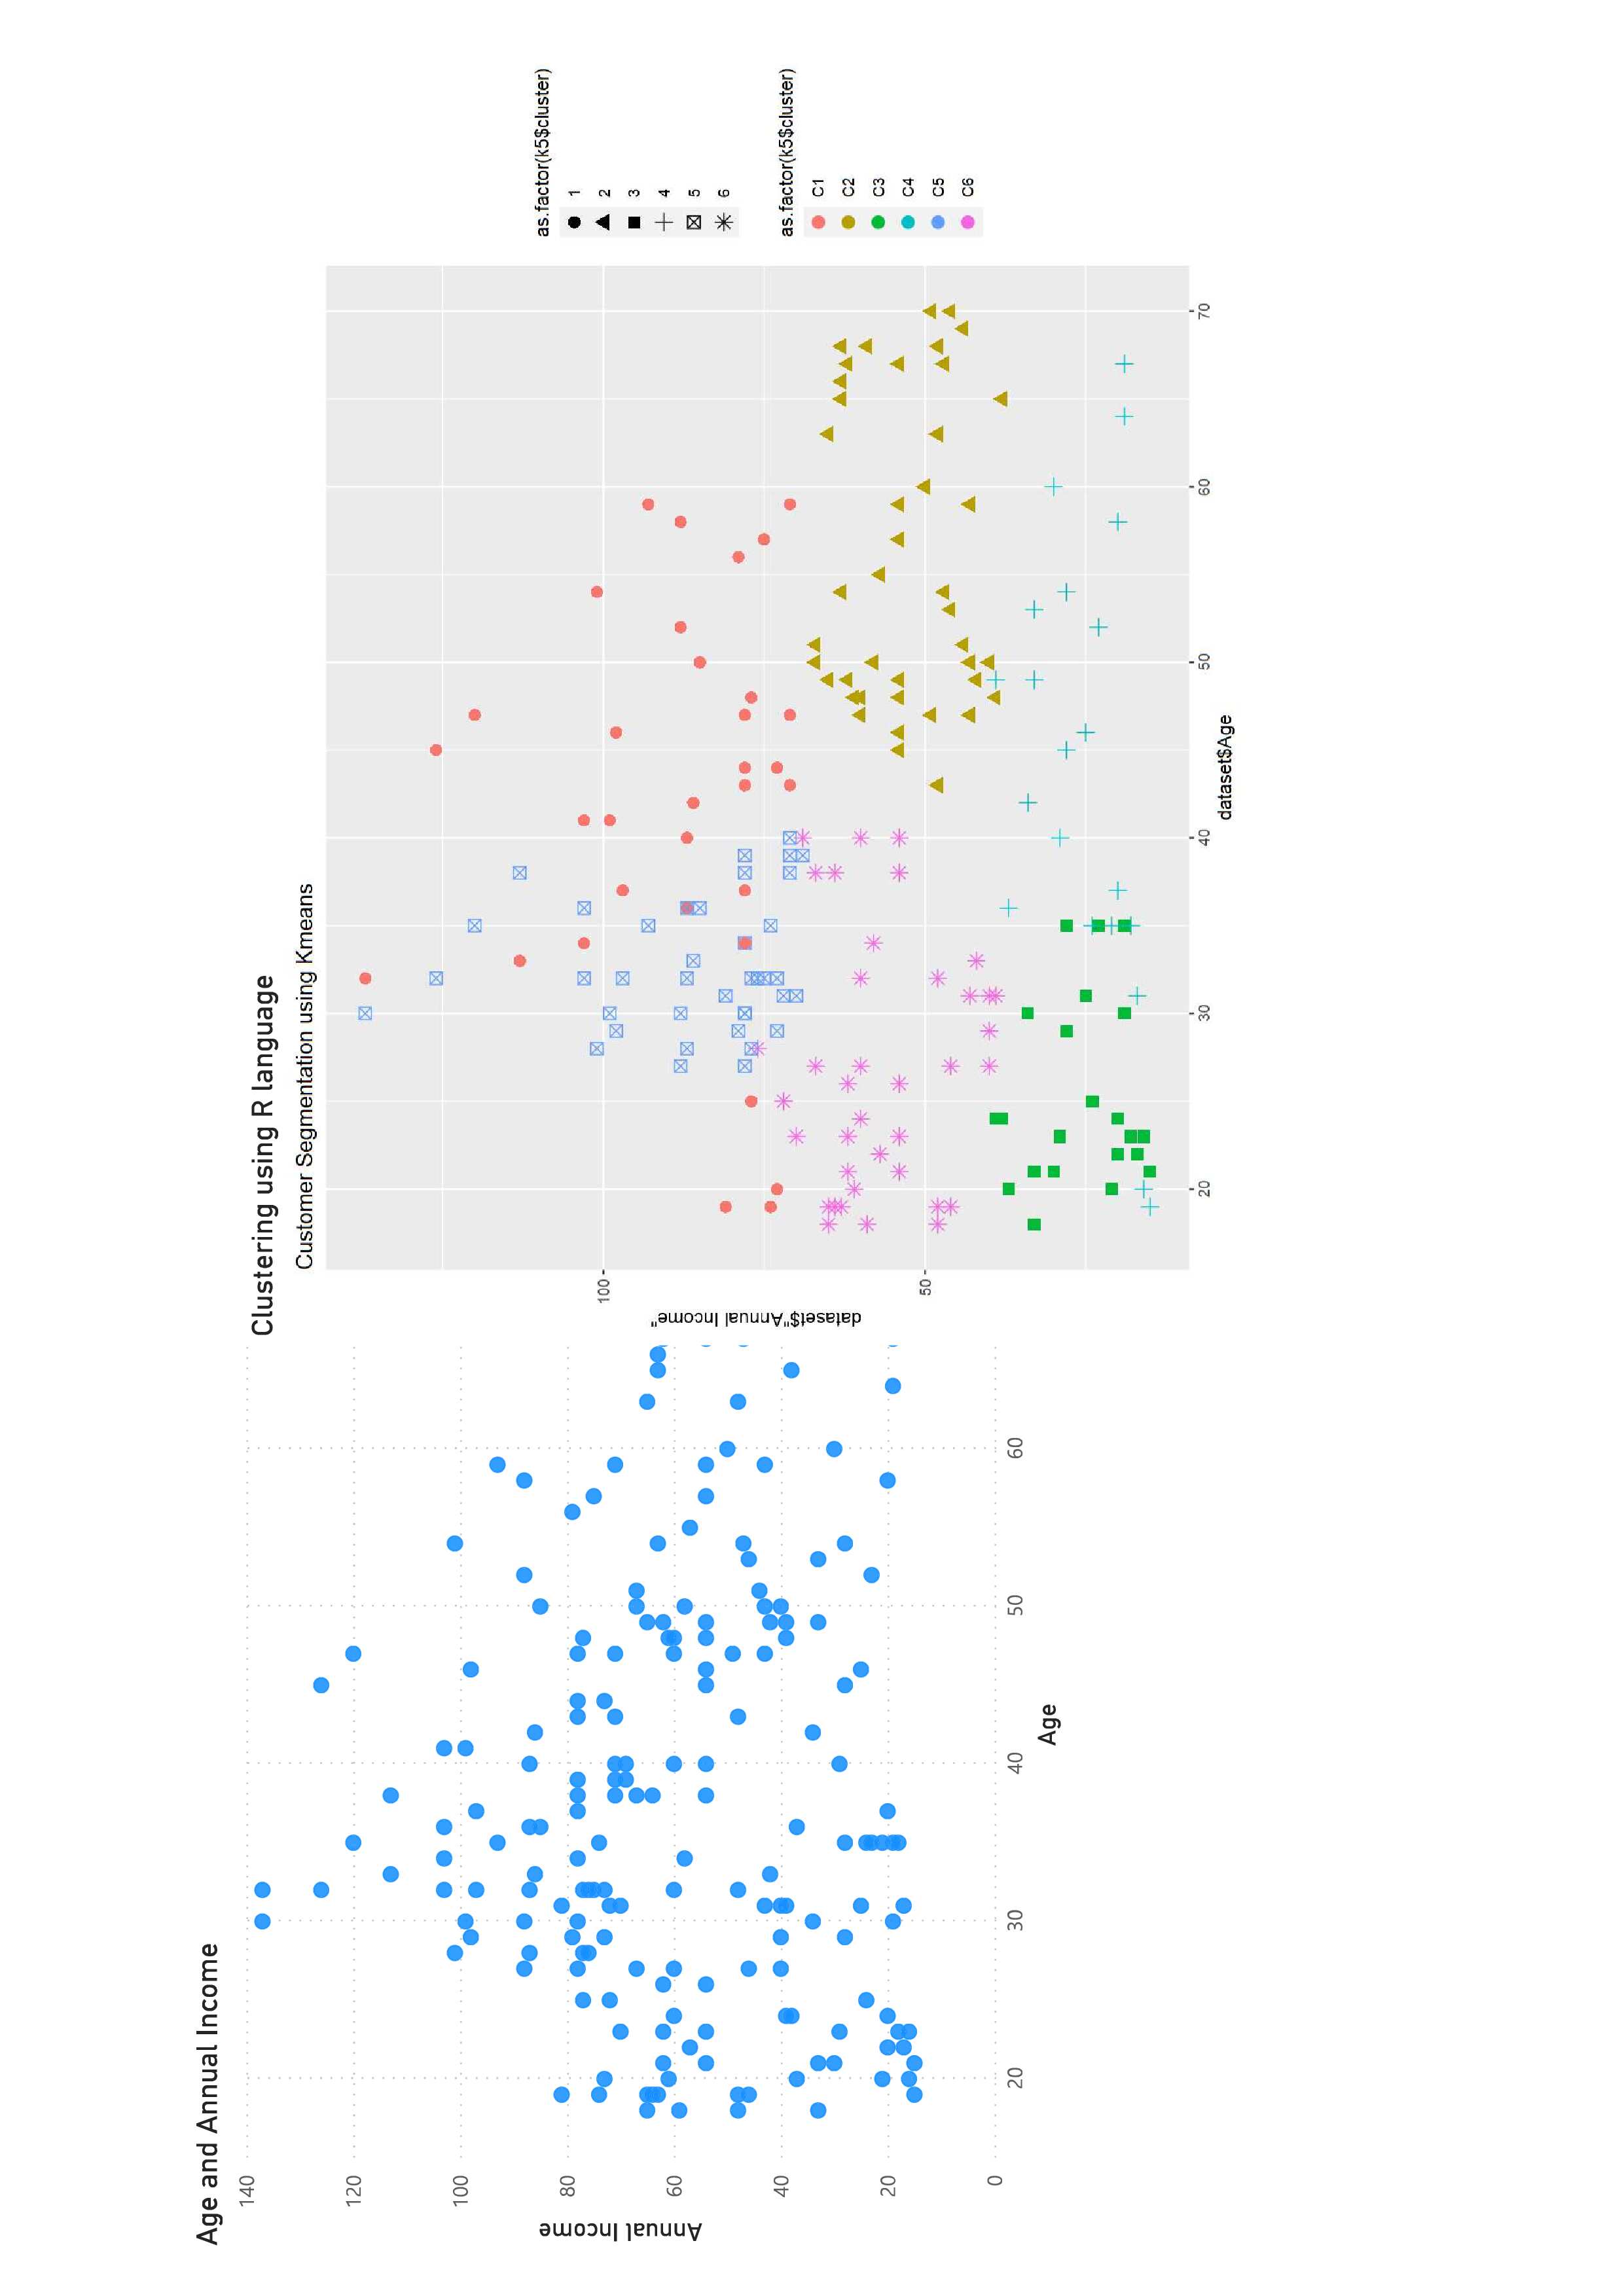 Age and Annual Income
140
120
100
80
60
40
20
0
Annual Income
20 30 40 50 60
Age
Clustering using R language
Customer Segmentation using Kmeans
100
50
dataset$"Annual Income"
20 30 40 50 60 70
dataset$Age
as.factor(k5$cluster)
1
2
3
4
5
6
as.factor(k5$cluster)
C1
C2
C3
C4
C5
C6